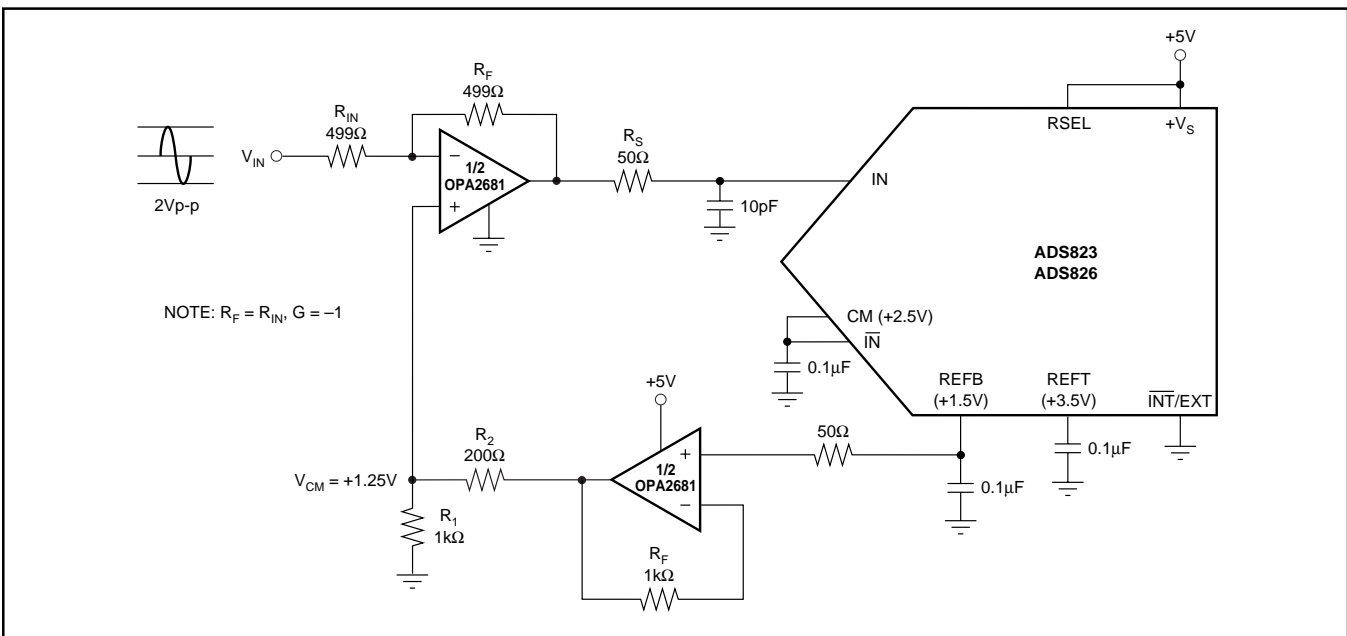 +5V
RSEL
+V_S
R_F
499Ω
R_IN
499Ω
V_IN
2Vp-p
−
1/2
OPA2681
+
R_S
50Ω
10pF
IN
ADS823
ADS826
NOTE: R_F = R_IN, G = –1
CM (+2.5V)
I̅N̅
0.1µF
REFB
(+1.5V)
REFT
(+3.5V)
I̅N̅T̅/EXT
0.1µF
0.1µF
50Ω
+5V
+
1/2
OPA2681
−
R_2
200Ω
V_CM = +1.25V
R_1
1kΩ
R_F
1kΩ